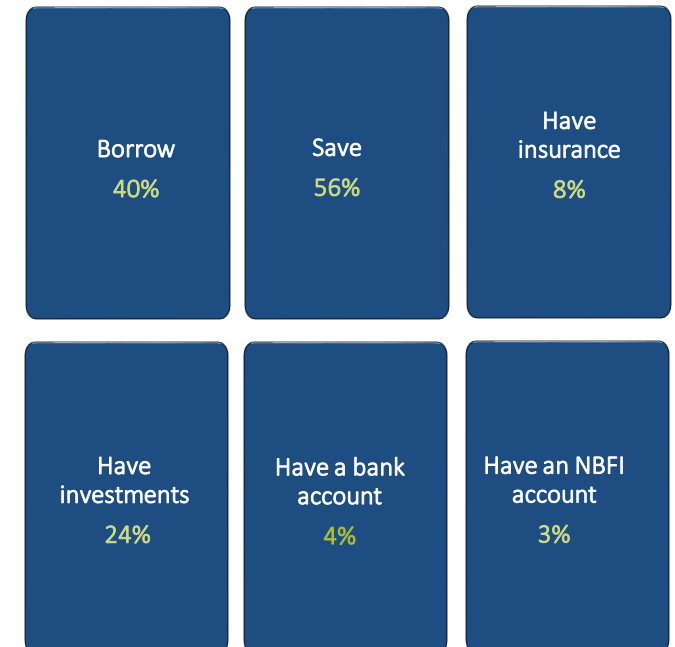 Borrow
40%
Save
56%
Have
insurance
8%
Have
investments
24%
Have a bank
account
4%
Have an NBFI
account
3%